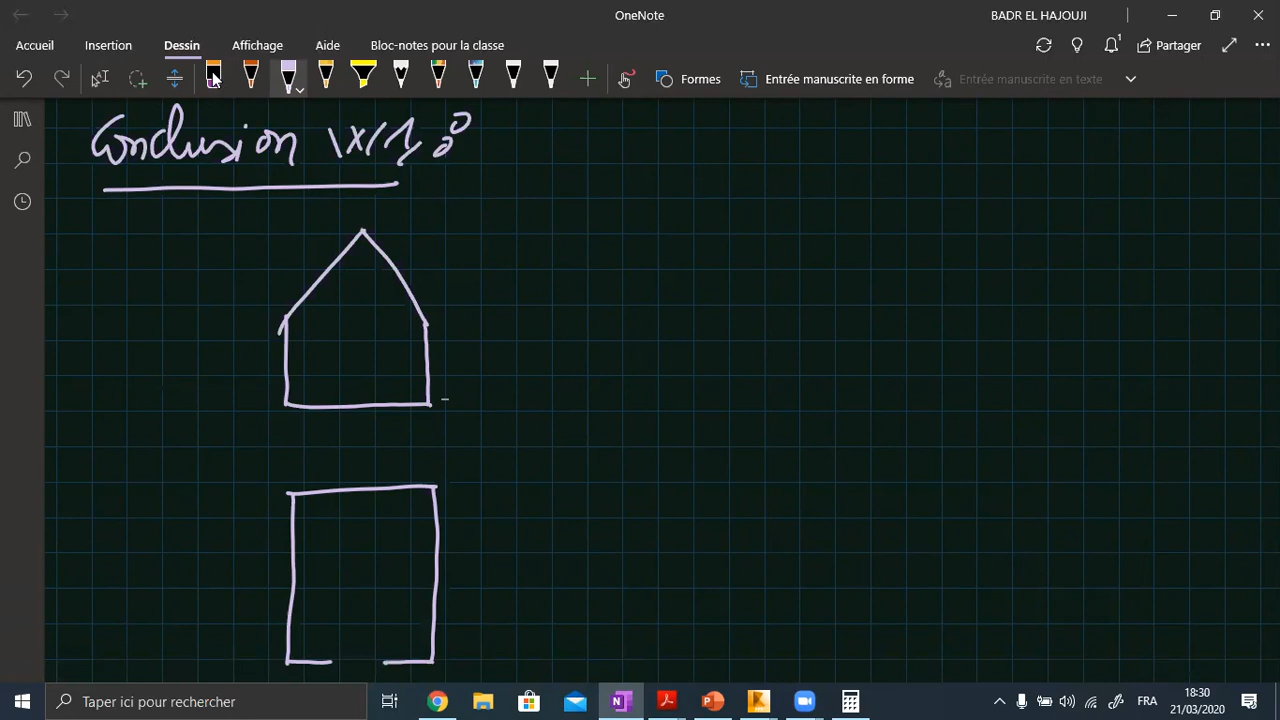 OneNote
BADR EL HAJOUJI
Accueil
Insertion
Dessin
Affichage
Aide
Bloc-notes pour la classe
Partager
Formes
Entrée manuscrite en forme
Entrée manuscrite en texte
Conclusion
Taper ici pour rechercher
FRA
18:30
21/03/2020